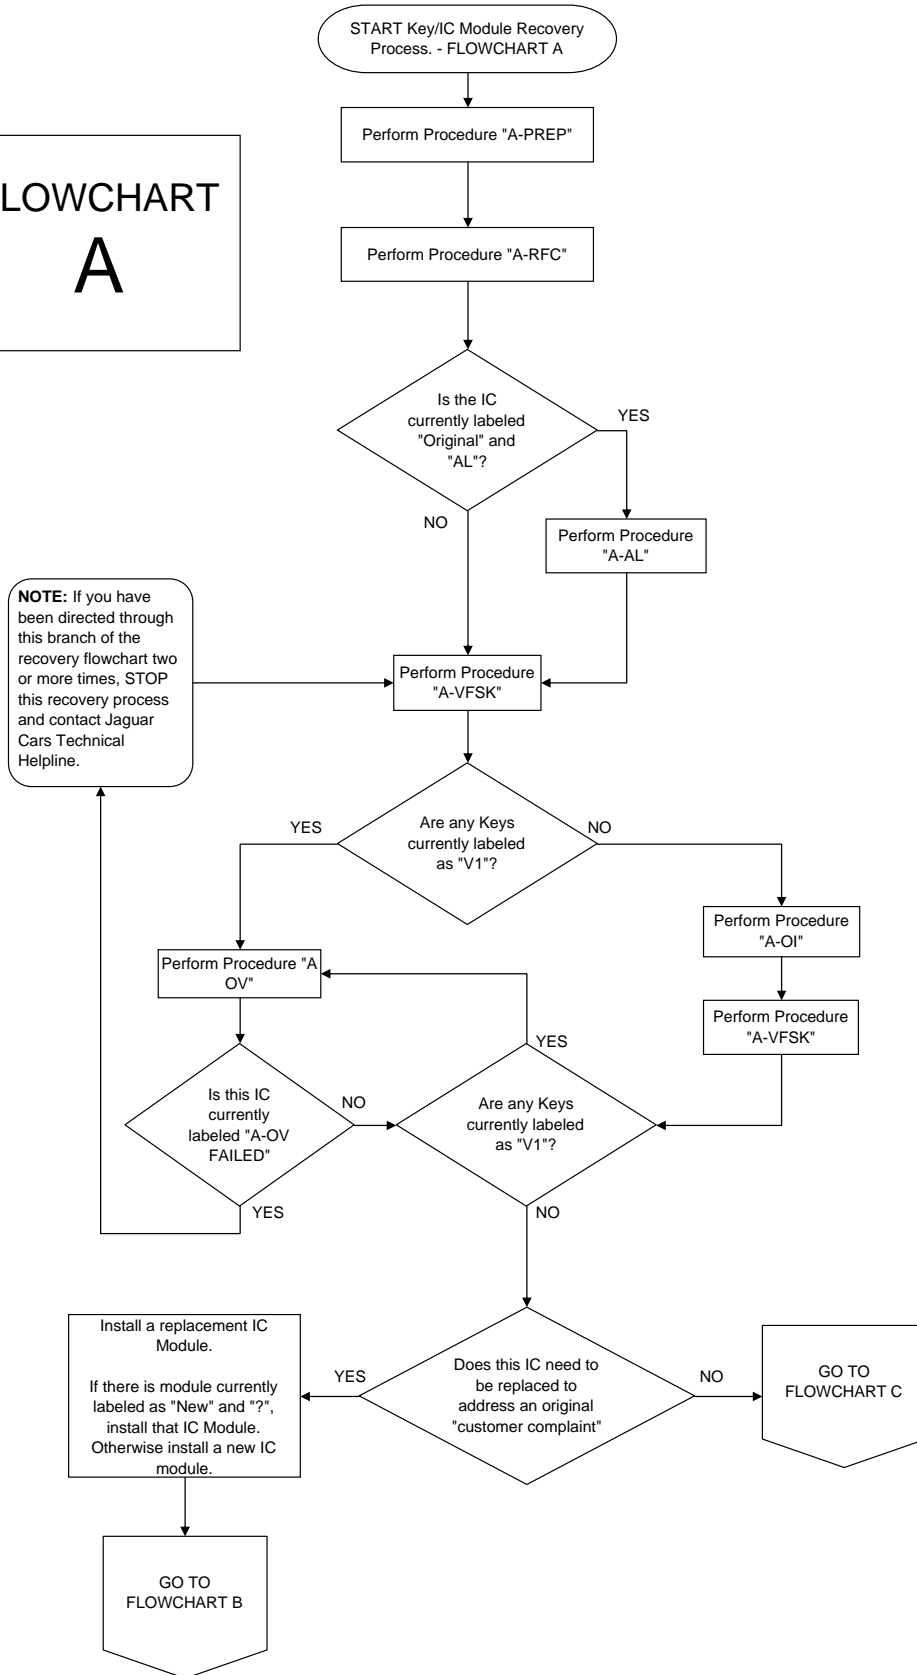 START Key/IC Module Recovery
Process. - FLOWCHART A
Perform Procedure "A-PREP"
LOWCHART
A
Perform Procedure "A-RFC"
Is the IC
currently labeled
"Original" and
"AL"?
YES
NO
Perform Procedure
"A-AL"
NOTE: If you have
been directed through
this branch of the
recovery flowchart two
or more times, STOP
this recovery process
and contact Jaguar
Cars Technical
Helpline.
Perform Procedure
"A-VFSK"
Are any Keys
currently labeled
as "V1"?
YES
NO
Perform Procedure
"A-OI"
Perform Procedure "A
OV"
Perform Procedure
"A-VFSK"
Is this IC
currently
labeled "A-OV
FAILED"
NO
YES
Are any Keys
currently labeled
as "V1"?
YES
NO
Does this IC need to
be replaced to
address an original
"customer complaint"
YES
NO
Install a replacement IC
Module.
If there is module currently
labeled as "New" and "?",
install that IC Module.
Otherwise install a new IC
module.
GO TO
FLOWCHART C
GO TO
FLOWCHART B